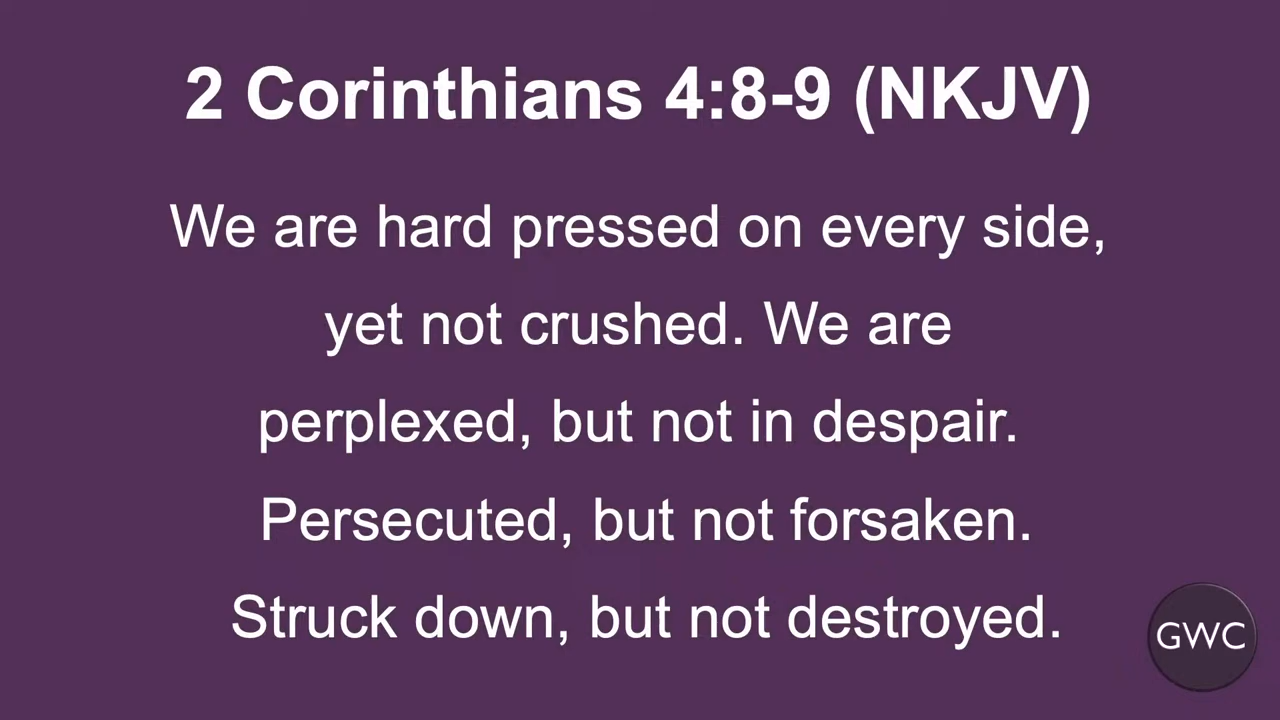 2 Corinthians 4:8-9 (NKJV)
We are hard pressed on every side,
yet not crushed. We are
perplexed, but not in despair.
Persecuted, but not forsaken.
Struck down, but not destroyed.
GWC